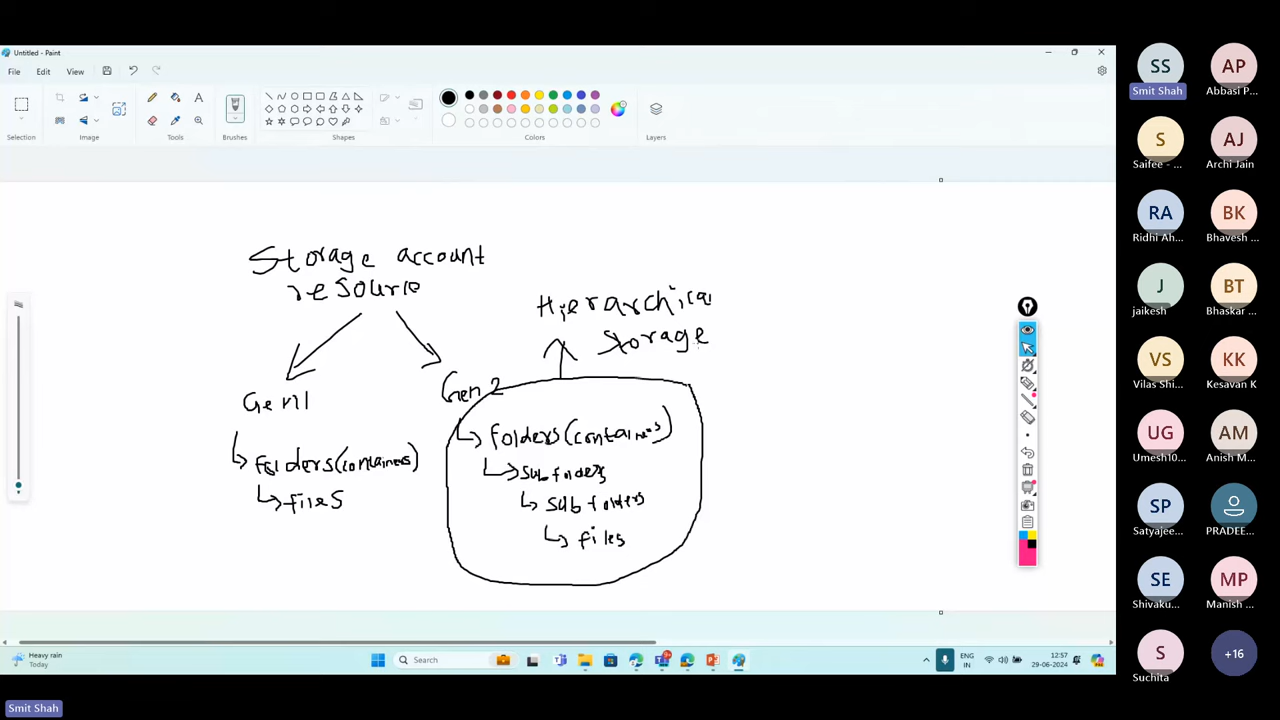 Untitled - Paint
File Edit View
Selection Image Tools Brushes Shapes Colors Layers
Storage account
resource
Hierarchical
storage
Gen1
Gen 2
folders(containers)
files
folders(containers)
subfolders
subfolders
files
SS
Smit Shah
AP
Abbasi P...
S
Saifee - ...
AJ
Archi Jain
RA
Ridhi Ah...
BK
Bhavesh ...
J
jaikesh
BT
Bhaskar ...
VS
Vilas Shi...
KK
Kesavan K
UG
Umesh10...
AM
Anish M...
SP
Satyajee...
PRADEE...
SE
Shivaku...
MP
Manish ...
S
Suchita
+16
Heavy rain
Today
Search
ENG
IN
12:57
29-06-2024
Smit Shah